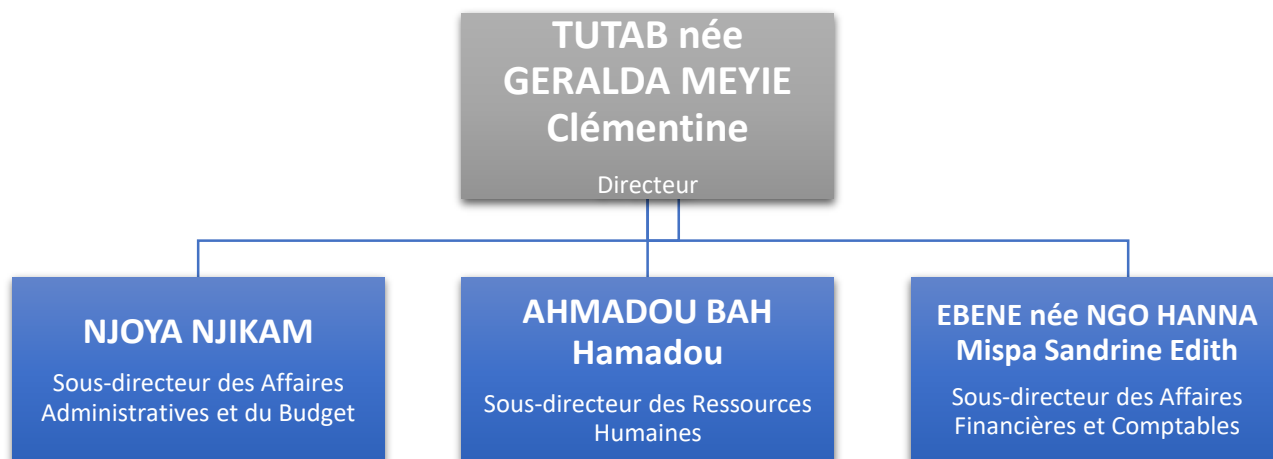 TUTAB née
GERALDA MEYIE
Clémentine
Directeur
NJOYA NJIKAM
Sous-directeur des Affaires
Administratives et du Budget
AHMADOU BAH
Hamadou
Sous-directeur des Ressources
Humaines
EBENE née NGO HANNA
Mispa Sandrine Edith
Sous-directeur des Affaires
Financières et Comptables